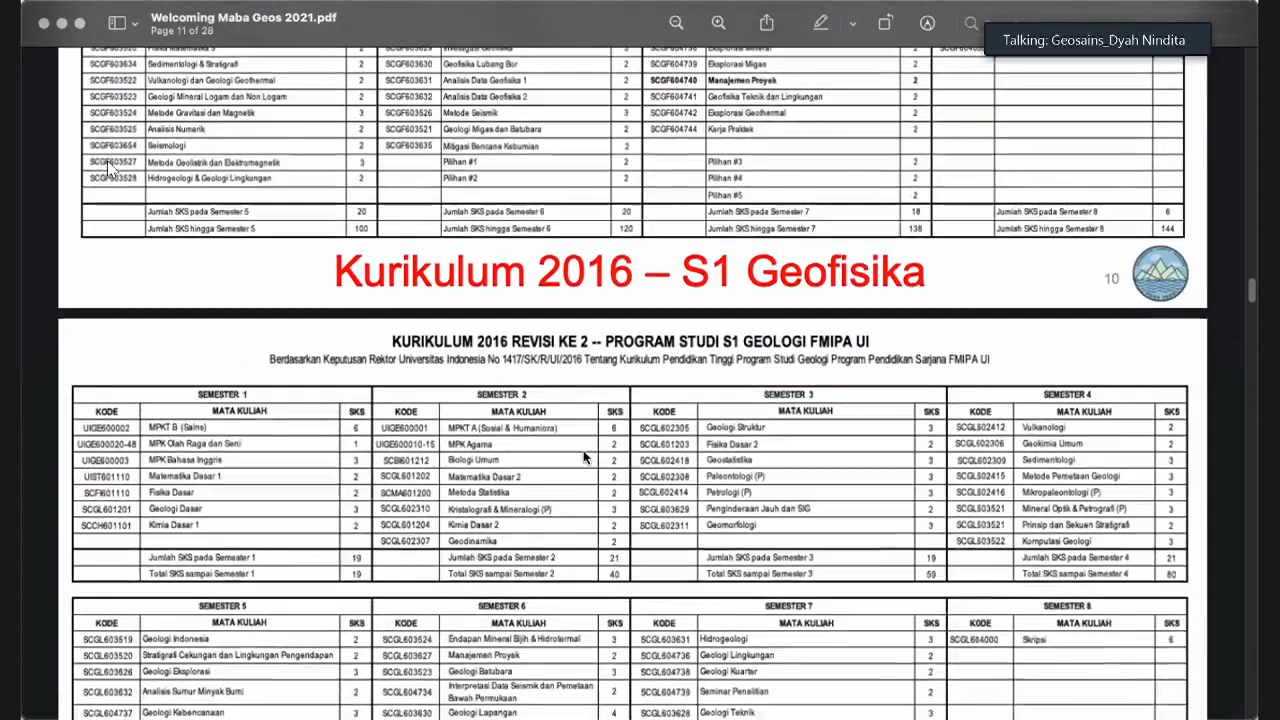 Welcoming Maba Geos 2021.pdf
Page 11 of 28
Talking: Geosains_Dyah Nindita
SCGF603634 Sedimentologi & Stratigrafi 2 SCGF603630 Geofisika Lubang Bor 2 SCGF604739 Eksplorasi Migas 2
SCGF603522 Vulkanologi dan Geologi Geothermal 2 SCGF603631 Analisis Data Geofisika 1 2 SCGF604740 Manajemen Proyek 2
SCGF603523 Geologi Mineral Logam dan Non Logam 2 SCGF603632 Analisis Data Geofisika 2 2 SCGF604741 Geofisika Teknik dan Lingkungan 2
SCGF603524 Metode Gravitasi dan Magnetik 3 SCGF603526 Metode Seismik 3 SCGF604742 Eksplorasi Geothermal 2
SCGF603525 Analisis Numerik 2 SCGF603521 Geologi Migas dan Batubara 2 SCGF604744 Kerja Praktek 2
SCGF603654 Seismologi 2 SCGF603635 Mitigasi Bencana Kebumian 2
SCGF603527 Metode Geolistrik dan Elektromagnetik 3 Pilihan #1 2 Pilihan #3 2
SCGF603528 Hidrogeologi & Geologi Lingkungan 2 Pilihan #2 2 Pilihan #4 2
Pilihan #5 2
Jumlah SKS pada Semester 5 20 Jumlah SKS pada Semester 6 20 Jumlah SKS pada Semester 7 18 Jumlah SKS pada Semester 8 6
Jumlah SKS hingga Semester 5 100 Jumlah SKS hingga Semester 6 120 Jumlah SKS hingga Semester 7 138 Jumlah SKS hingga Semester 8 144
Kurikulum 2016 – S1 Geofisika
10
KURIKULUM 2016 REVISI KE 2 -- PROGRAM STUDI S1 GEOLOGI FMIPA UI
Berdasarkan Keputusan Rektor Universitas Indonesia No 1417/SK/R/UI/2016 Tentang Kurikulum Pendidikan Tinggi Program Studi Geologi Program Pendidikan Sarjana FMIPA UI
SEMESTER 1 SEMESTER 2 SEMESTER 3 SEMESTER 4
KODE MATA KULIAH SKS KODE MATA KULIAH SKS KODE MATA KULIAH SKS KODE MATA KULIAH SKS
UIGE600002 MPKT B (Sains) 6 UIGE600001 MPKT A (Sosial & Humaniora) 6 SCGL602305 Geologi Struktur 3 SCGL602412 Vulkanologi 2
UIGE600020-48 MPK Olah Raga dan Seni 1 UIGE600010-15 MPK Agama 2 SCGL601203 Fisika Dasar 2 2 SCGL602306 Geokimia Umum 2
UIGE600003 MPK Bahasa Inggris 3 SCBI601212 Biologi Umum 2 SCGL602418 Geostatistika 3 SCGL602309 Sedimentologi 3
UIST601110 Matematika Dasar 1 2 SCGL601202 Matematika Dasar 2 2 SCGL602308 Paleontologi (P) 3 SCGL602415 Metode Pemetaan Geologi 3
SCFI601110 Fisika Dasar 2 SCMA601200 Metoda Statistika 2 SCGL602414 Petrologi (P) 3 SCGL602416 Mikropaleontologi (P) 3
SCGL601201 Geologi Dasar 3 SCGL602310 Kristalografi & Mineralogi (P) 3 SCGL603629 Penginderaan Jauh dan SIG 2 SCGL603521 Mineral Optik & Petrografi (P) 3
SCCH601101 Kimia Dasar 1 2 SCGL601204 Kimia Dasar 2 2 SCGL602311 Geomorfologi 3 SCGL603521 Prinsip dan Sekuen Stratigrafi 2
SCGL602307 Geodinamika 2 SCGL603522 Komputasi Geologi 3
Jumlah SKS pada Semester 1 19 Jumlah SKS pada Semester 2 21 Jumlah SKS pada Semester 3 19 Jumlah SKS pada Semester 4 21
Total SKS sampai Semester 1 19 Total SKS sampai Semester 2 40 Total SKS sampai Semester 3 59 Total SKS sampai Semester 4 80
SEMESTER 5 SEMESTER 6 SEMESTER 7 SEMESTER 8
KODE MATA KULIAH SKS KODE MATA KULIAH SKS KODE MATA KULIAH SKS KODE MATA KULIAH SKS
SCGL603519 Geologi Indonesia 2 SCGL603524 Endapan Mineral Bijih & Hidrotermal 3 SCGL603631 Hidrogeologi 3 SCGL604000 Skripsi 6
SCGL603520 Stratigrafi Cekungan dan Lingkungan Pengendapan 2 SCGL603627 Manajemen Proyek 2 SCGL604736 Geologi Lingkungan 2
SCGL603626 Geologi Eksplorasi 3 SCGL603523 Geologi Batubara 3 SCGL604738 Geologi Kuarter 2
SCGL603632 Analisis Sumur Minyak Bumi 2 SCGL604734 Interpretasi Data Seismik dan Pemetaan Bawah Permukaan 2 SCGL604739 Seminar Penelitian 2
SCGL604737 Geologi Kebencanaan 3 SCGL603630 Geologi Lapangan 4 SCGL603628 Geologi Teknik 2